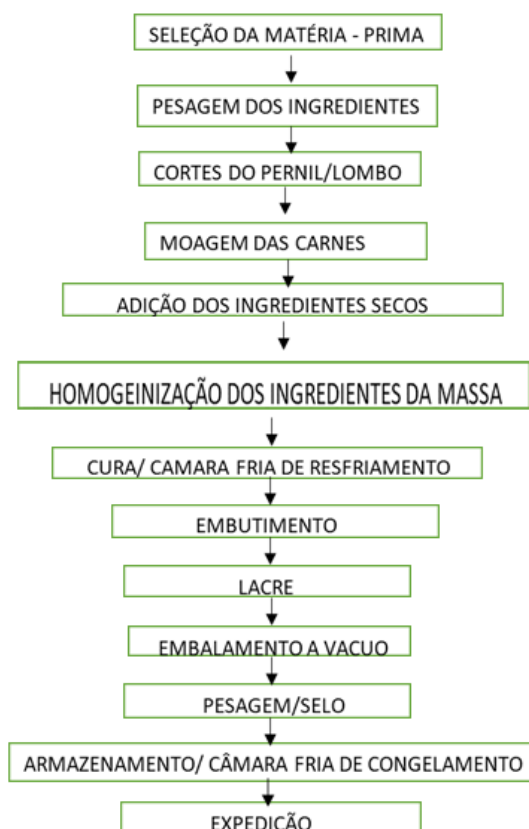 SELEÇÃO DA MATÉRIA - PRIMA
PESAGEM DOS INGREDIENTES
CORTES DO PERNIL/LOMBO
MOAGEM DAS CARNES
ADIÇÃO DOS INGREDIENTES SECOS
HOMOGEINIZAÇÃO DOS INGREDIENTES DA MASSA
CURA/ CAMARA FRIA DE RESFRIAMENTO
EMBUTIMENTO
LACRE
EMBALAMENTO A VACUO
PESAGEM/SELO
ARMAZENAMENTO/ CÂMARA FRIA DE CONGELAMENTO
EXPEDIÇÃO